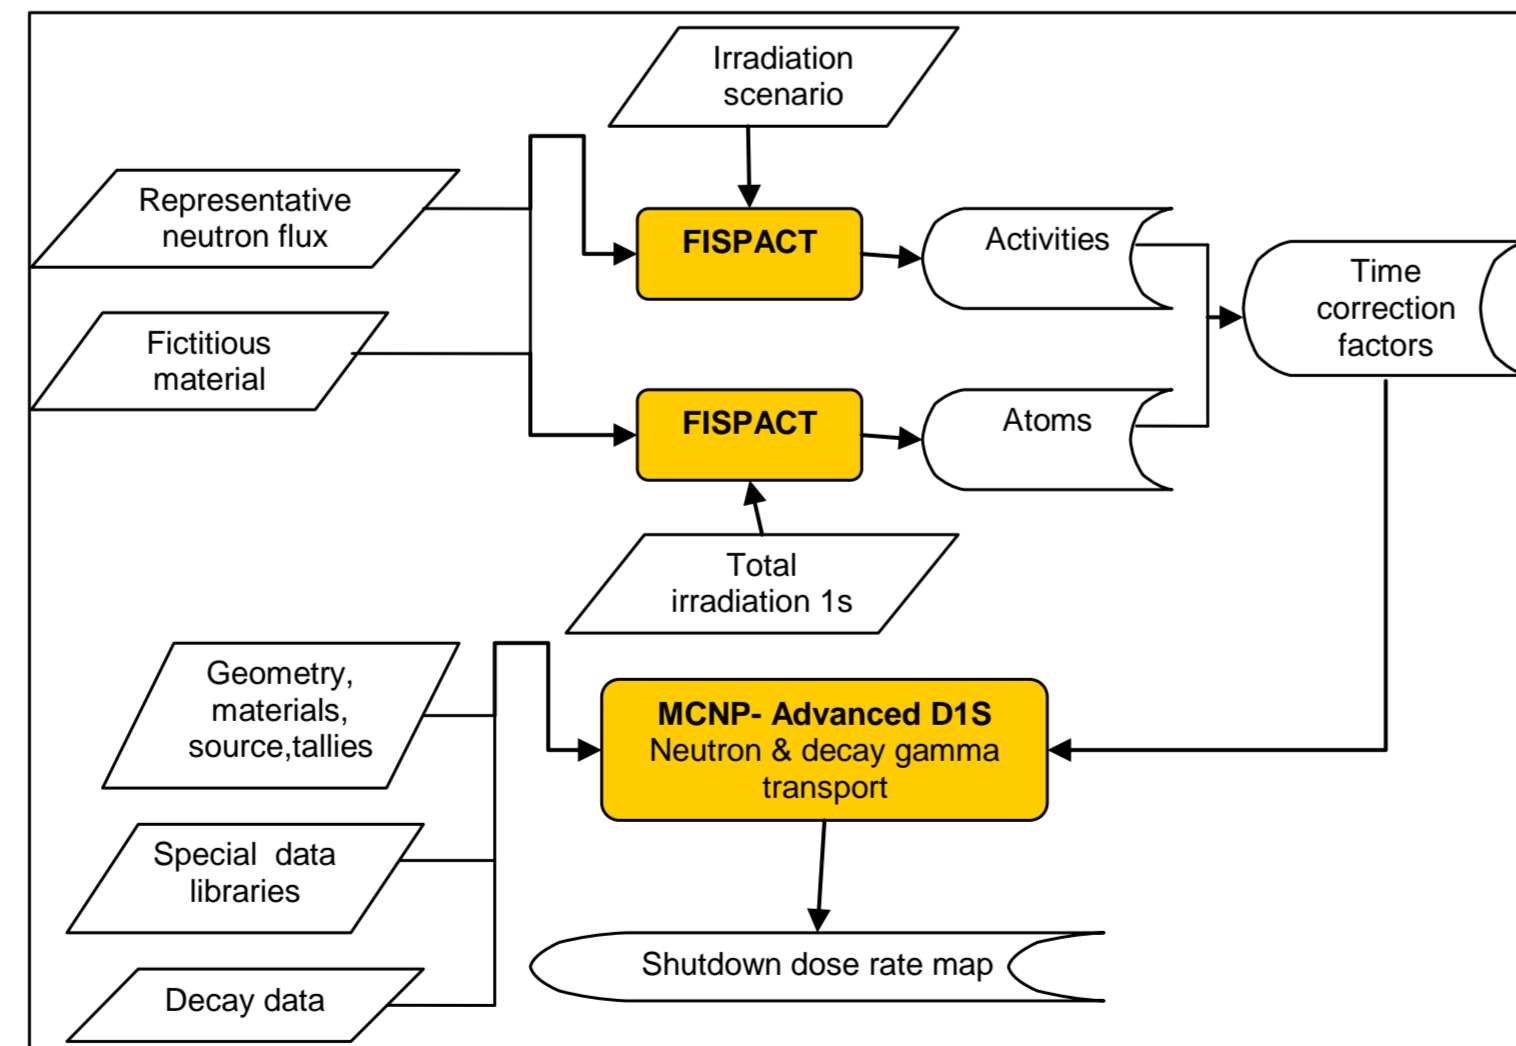 Irradiation
scenario
Representative
neutron flux
FISPACT
Activities
Time
correction
factors
Fictitious
material
FISPACT
Atoms
Total
irradiation 1s
Geometry,
materials,
source,tallies
MCNP- Advanced D1S
Neutron & decay gamma
transport
Special data
libraries
Shutdown dose rate map
Decay data